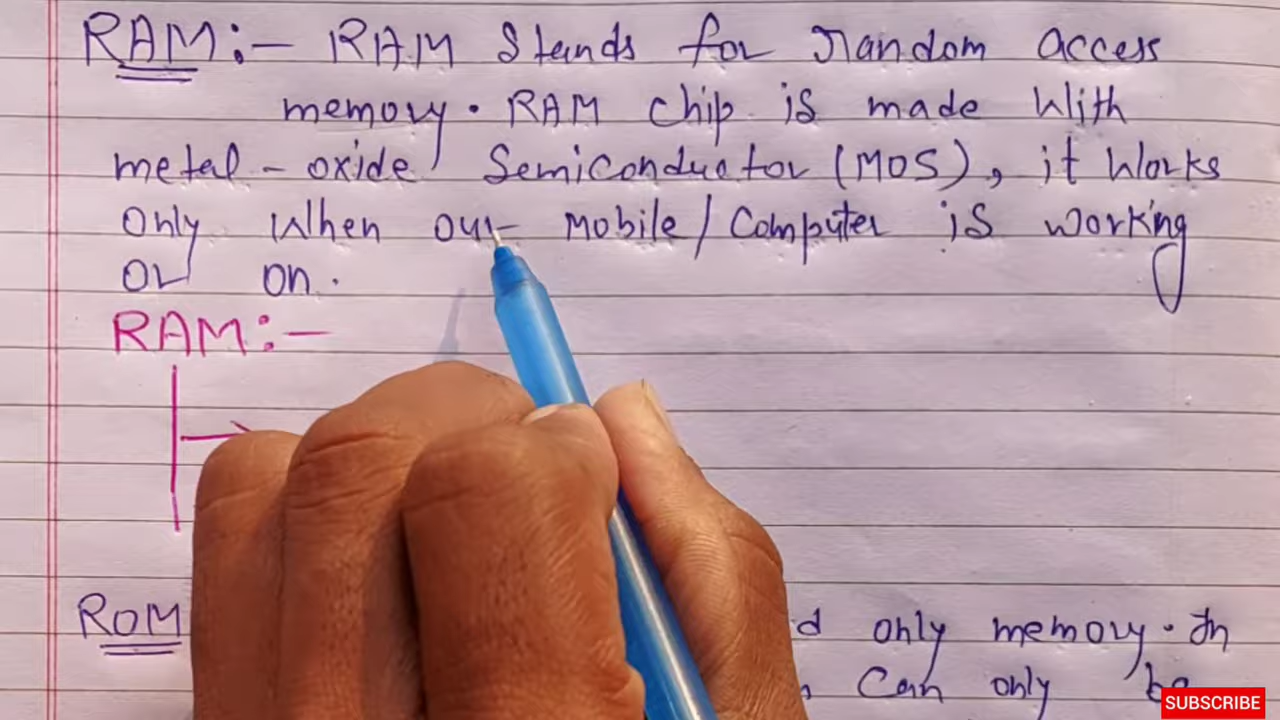 RAM:- RAM Stands for random access
memory. RAM chip is made with
metal-oxide Semiconductor (MOS), it works
only when our mobile/Computer is working
or on.
RAM:-
ROM
only memory. In
Can only be
SUBSCRIBE